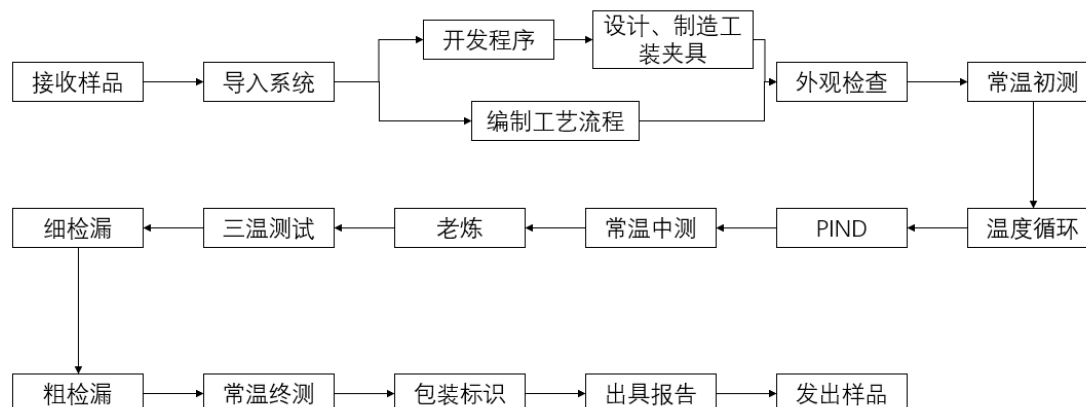 接收样品
导入系统
开发程序
设计、制造工
装夹具
编制工艺流程
外观检查
常温初测
细检漏
三温测试
老炼
常温中测
PIND
温度循环
粗检漏
常温终测
包装标识
出具报告
发出样品